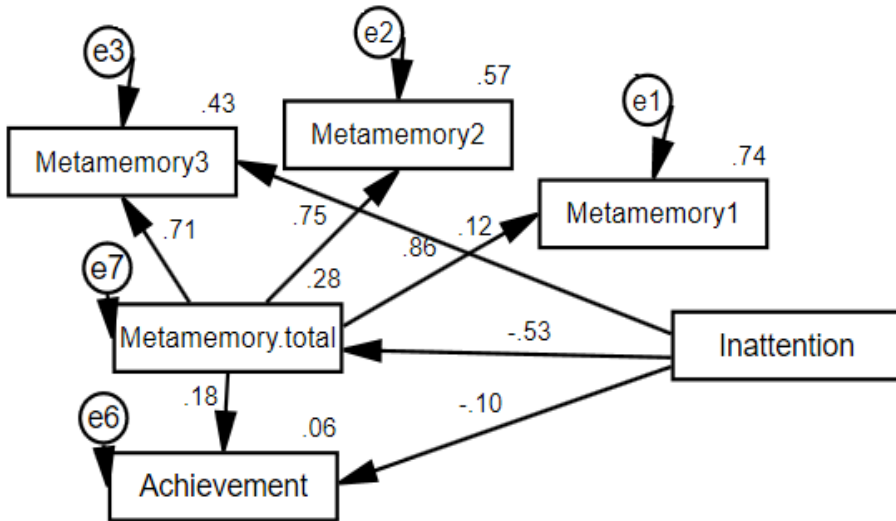 e3
e2
.57
.43
e1
Metamemory3
Metamemory2
.74
Metamemory1
.71
.75
.12
.86
e7
.28
Metamemory.total
-.53
Inattention
.18
-.10
e6
.06
Achievement